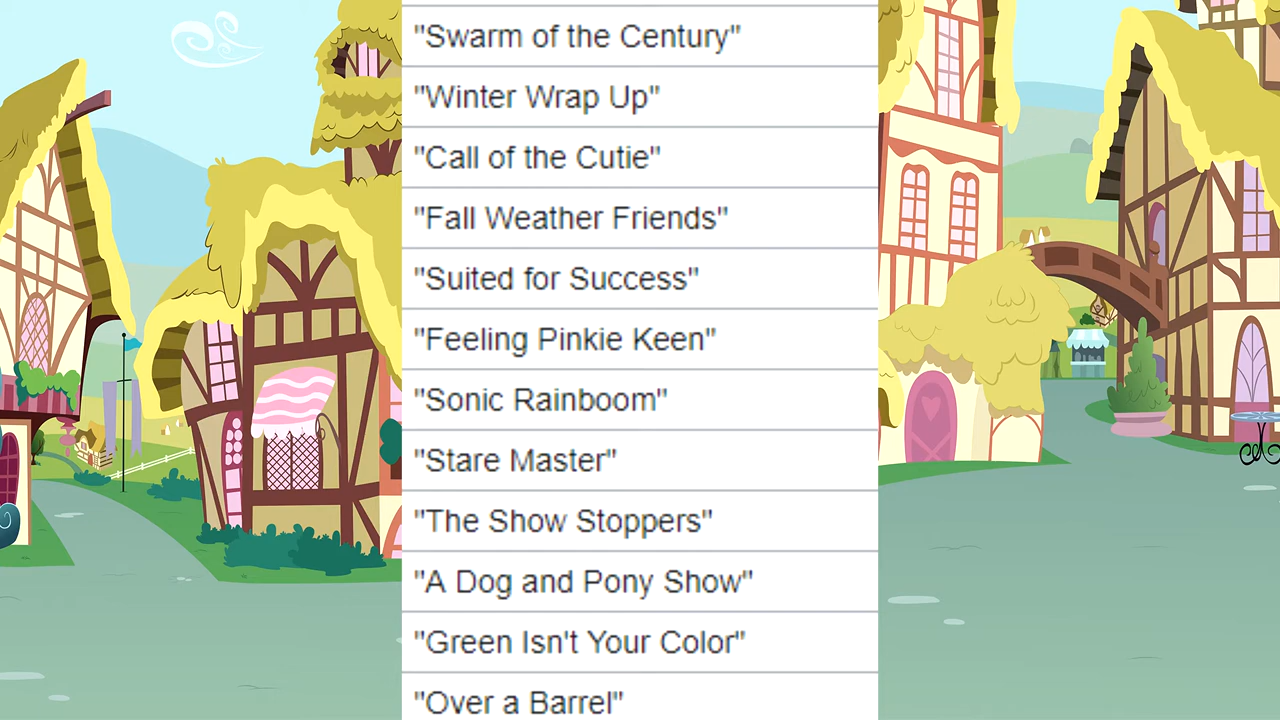 "Swarm of the Century"
"Winter Wrap Up"
"Call of the Cutie"
"Fall Weather Friends"
"Suited for Success"
"Feeling Pinkie Keen"
"Sonic Rainboom"
"Stare Master"
"The Show Stoppers"
"A Dog and Pony Show"
"Green Isn't Your Color"
"Over a Barrel"